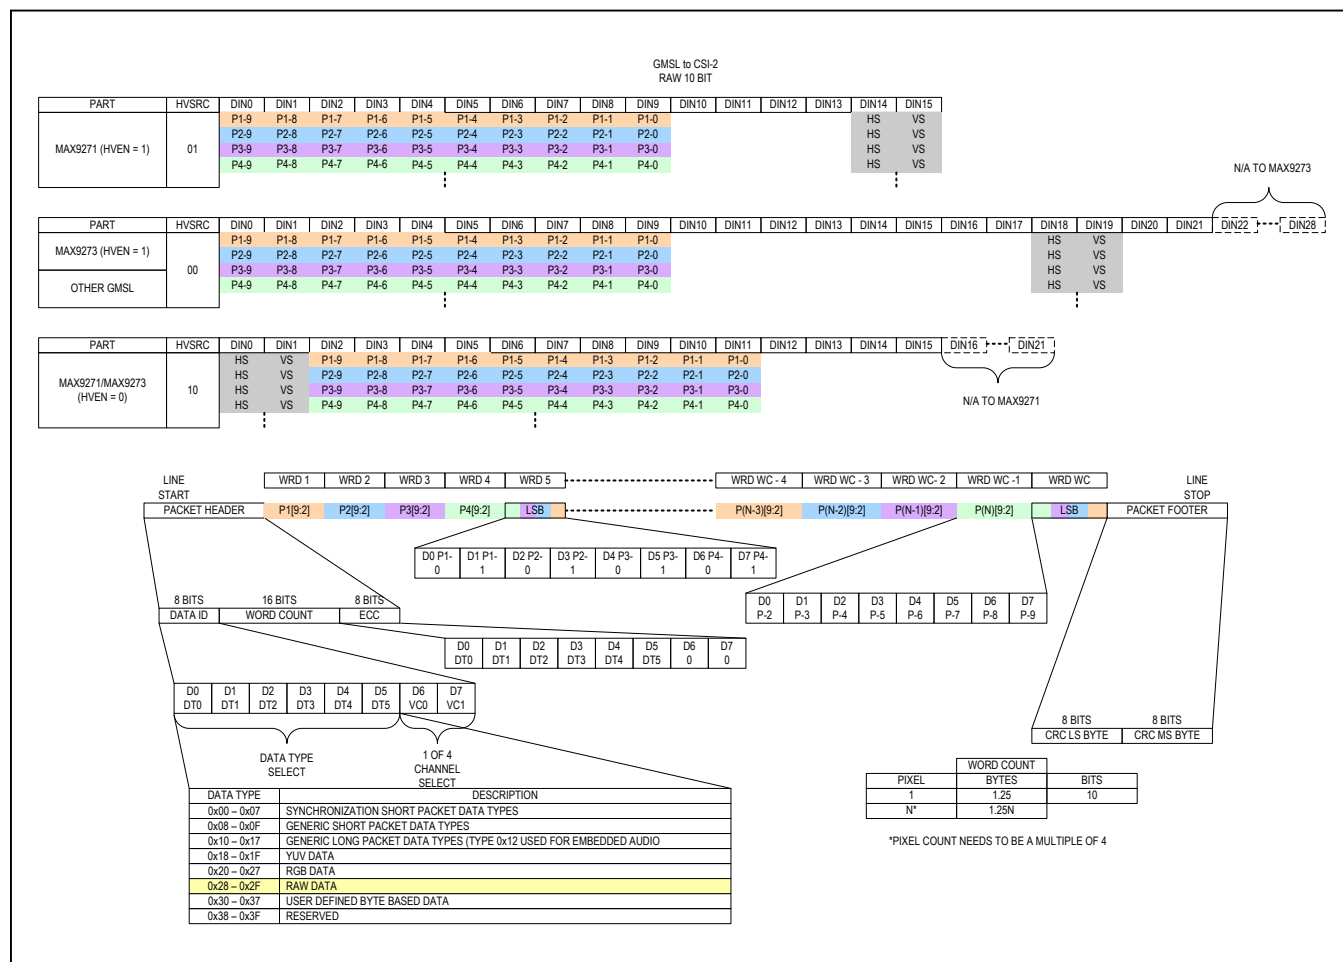 GMSL to CSI-2
RAW 10 BIT
PART HVSRC DIN0 DIN1 DIN2 DIN3 DIN4 DIN5 DIN6 DIN7 DIN8 DIN9 DIN10 DIN11 DIN12 DIN13 DIN14 DIN15
MAX9271 (HVEN = 1) 01
P1-9 P1-8 P1-7 P1-6 P1-5 P1-4 P1-3 P1-2 P1-1 P1-0 HS VS
P2-9 P2-8 P2-7 P2-6 P2-5 P2-4 P2-3 P2-2 P2-1 P2-0 HS VS
P3-9 P3-8 P3-7 P3-6 P3-5 P3-4 P3-3 P3-2 P3-1 P3-0 HS VS
P4-9 P4-8 P4-7 P4-6 P4-5 P4-4 P4-3 P4-2 P4-1 P4-0 HS VS
N/A TO MAX9273
PART HVSRC DIN0 DIN1 DIN2 DIN3 DIN4 DIN5 DIN6 DIN7 DIN8 DIN9 DIN10 DIN11 DIN12 DIN13 DIN14 DIN15 DIN16 DIN17 DIN18 DIN19 DIN20 DIN21 DIN22 DIN28
MAX9273 (HVEN = 1)
OTHER GMSL
00
P1-9 P1-8 P1-7 P1-6 P1-5 P1-4 P1-3 P1-2 P1-1 P1-0 HS VS
P2-9 P2-8 P2-7 P2-6 P2-5 P2-4 P2-3 P2-2 P2-1 P2-0 HS VS
P3-9 P3-8 P3-7 P3-6 P3-5 P3-4 P3-3 P3-2 P3-1 P3-0 HS VS
P4-9 P4-8 P4-7 P4-6 P4-5 P4-4 P4-3 P4-2 P4-1 P4-0 HS VS
PART HVSRC DIN0 DIN1 DIN2 DIN3 DIN4 DIN5 DIN6 DIN7 DIN8 DIN9 DIN10 DIN11 DIN12 DIN13 DIN14 DIN15 DIN16 DIN21
MAX9271/MAX9273
(HVEN = 0)
10
HS VS P1-9 P1-8 P1-7 P1-6 P1-5 P1-4 P1-3 P1-2 P1-1 P1-0
HS VS P2-9 P2-8 P2-7 P2-6 P2-5 P2-4 P2-3 P2-2 P2-1 P2-0
HS VS P3-9 P3-8 P3-7 P3-6 P3-5 P3-4 P3-3 P3-2 P3-1 P3-0
HS VS P4-9 P4-8 P4-7 P4-6 P4-5 P4-4 P4-3 P4-2 P4-1 P4-0
N/A TO MAX9271
LINE
START
WRD 1 WRD 2 WRD 3 WRD 4 WRD 5 WRD WC - 4 WRD WC - 3 WRD WC- 2 WRD WC -1 WRD WC
LINE
STOP
PACKET HEADER P1[9:2] P2[9:2] P3[9:2] P4[9:2] LSB P(N-3)[9:2] P(N-2)[9:2] P(N-1)[9:2] P(N)[9:2] LSB PACKET FOOTER
D0 P1- D1 P1- D2 P2- D3 P2- D4 P3- D5 P3- D6 P4- D7 P4-
0 1 0 1 0 1 0 1
D0 D1 D2 D3 D4 D5 D6 D7
P-2 P-3 P-4 P-5 P-6 P-7 P-8 P-9
8 BITS 16 BITS 8 BITS
DATA ID WORD COUNT ECC
D0 D1 D2 D3 D4 D5 D6 D7
DT0 DT1 DT2 DT3 DT4 DT5 0 0
D0 D1 D2 D3 D4 D5 D6 D7
DT0 DT1 DT2 DT3 DT4 DT5 VC0 VC1
DATA TYPE
SELECT
1 OF 4
CHANNEL
SELECT
8 BITS 8 BITS
CRC LS BYTE CRC MS BYTE
DATA TYPE DESCRIPTION
0x00 – 0x07 SYNCHRONIZATION SHORT PACKET DATA TYPES
0x08 – 0x0F GENERIC SHORT PACKET DATA TYPES
0x10 – 0x17 GENERIC LONG PACKET DATA TYPES (TYPE 0x12 USED FOR EMBEDDED AUDIO
0x18 – 0x1F YUV DATA
0x20 – 0x27 RGB DATA
0x28 – 0x2F RAW DATA
0x30 – 0x37 USER DEFINED BYTE BASED DATA
0x38 – 0x3F RESERVED
WORD COUNT
PIXEL BYTES BITS
1 1.25 10
N* 1.25N
*PIXEL COUNT NEEDS TO BE A MULTIPLE OF 4